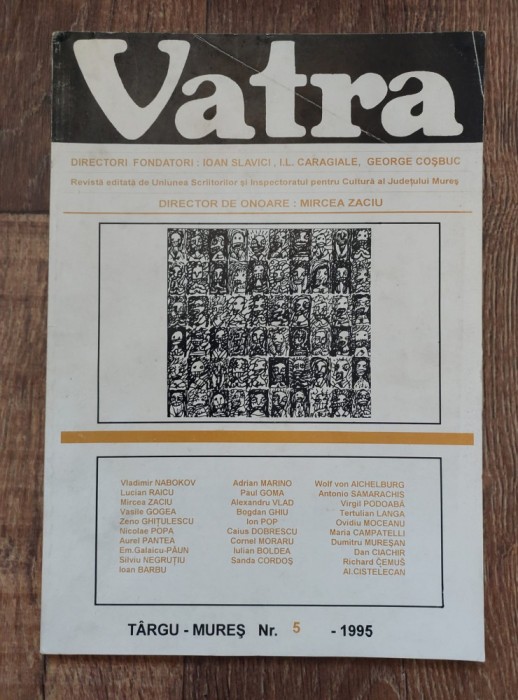 Vatra
DIRECTORI FONDATORI : IOAN SLAVICI , I.L. CARAGIALE, GEORGE COŞBUC
Revistă editată de Uniunea Scriitorilor şi Inspectoratul pentru Cultură al Judeţului Mureş
DIRECTOR DE ONOARE : MIRCEA ZACIU
Vladimir NABOKOV
Lucian RAICU
Mircea ZACIU
Vasile GOGEA
Zeno GHIŢULESCU
Nicolae POPA
Aurel PANTEA
Em.Galaicu-PĂUN
Silviu NEGRUŢIU
Ioan BARBU
Adrian MARINO
Paul GOMA
Alexandru VLAD
Bogdan GHIU
Ion POP
Caius DOBRESCU
Cornel MORARU
Iulian BOLDEA
Sanda CORDOŞ
Wolf von AICHELBURG
Antonio SAMARACHIS
Virgil PODOABĂ
Tertulian LANGA
Ovidiu MOCEANU
Maria CAMPATELLI
Dumitru MUREŞAN
Dan CIACHIR
Richard ČEMUŠ
Al.CISTELECAN
TÂRGU - MUREŞ Nr. 5 - 1995